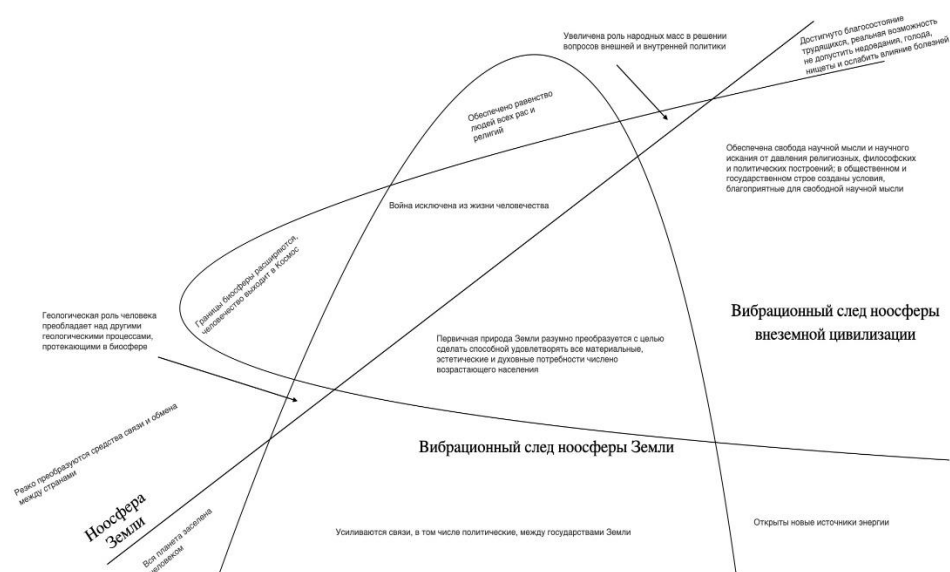 Увеличена роль народных масс в решении
вопросов внешней и внутренней политики
Достигнуто благосостояние
трудящихся, реальная возможность
не допустить недоедания, голода,
нищеты и ослабить влияние болезней
Обеспечено равенство
людей всех рас и
религий
Обеспечена свобода научной мысли и научного
искания от давления религиозных, философских
и политических построений; в общественном и
государственном строе созданы условия,
благоприятные для свободной научной мысли
Война исключена из жизни человечества
Границы биосферы расширяются,
человечество выходит в Космос
Геологическая роль человека
преобладает над другими
геологическими процессами,
протекающими в биосфере
Вибрационный след ноосферы
внеземной цивилизации
Первичная природа Земли разумно преобразуется с целью
сделать способной удовлетворять все материальные,
эстетические и духовные потребности числено
возрастающего населения
Резко преобразуются средства связи и обмена
между странами
Вибрационный след ноосферы Земли
Ноосфера
Земли
Вся планета заселена
человеком
Усиливаются связи, в том числе политические, между государствами Земли
Открыты новые источники энергии